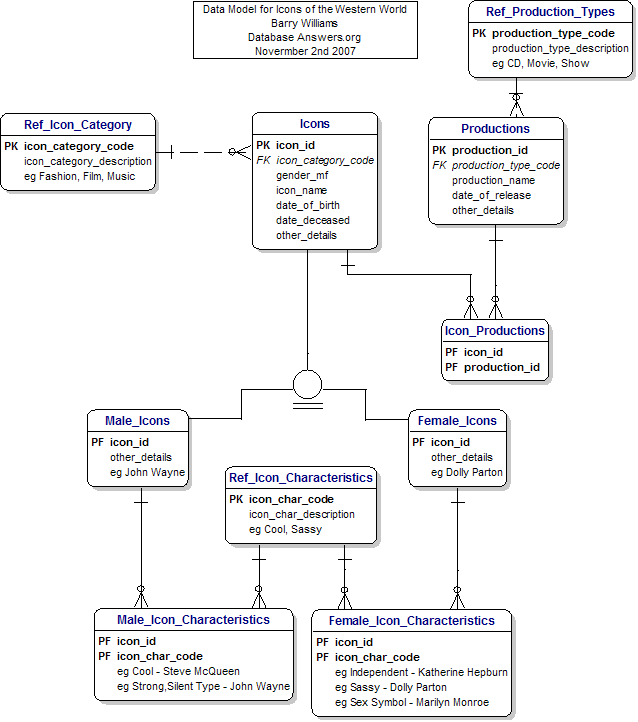 Data Model for Icons of the Western World
Barry Williams
Database Answers.org
Novermber 2nd 2007
Ref_Production_Types
PK production_type_code
production_type_description
eg CD, Movie, Show
Ref_Icon_Category
PK icon_category_code
icon_category_description
eg Fashion, Film, Music
Icons
PK icon_id
FK icon_category_code
gender_mf
icon_name
date_of_birth
date_deceased
other_details
Productions
PK production_id
FK production_type_code
production_name
date_of_release
other_details
Icon_Productions
PF icon_id
PF production_id
Male_Icons
PF icon_id
other_details
eg John Wayne
Female_Icons
PF icon_id
other_details
eg Dolly Parton
Ref_Icon_Characteristics
PK icon_char_code
icon_char_description
eg Cool, Sassy
Male_Icon_Characteristics
PF icon_id
PF icon_char_code
eg Cool - Steve McQueen
eg Strong,Silent Type - John Wayne
Female_Icon_Characteristics
PF icon_id
PF icon_char_code
eg Independent - Katherine Hepburn
eg Sassy - Dolly Parton
eg Sex Symbol - Marilyn Monroe